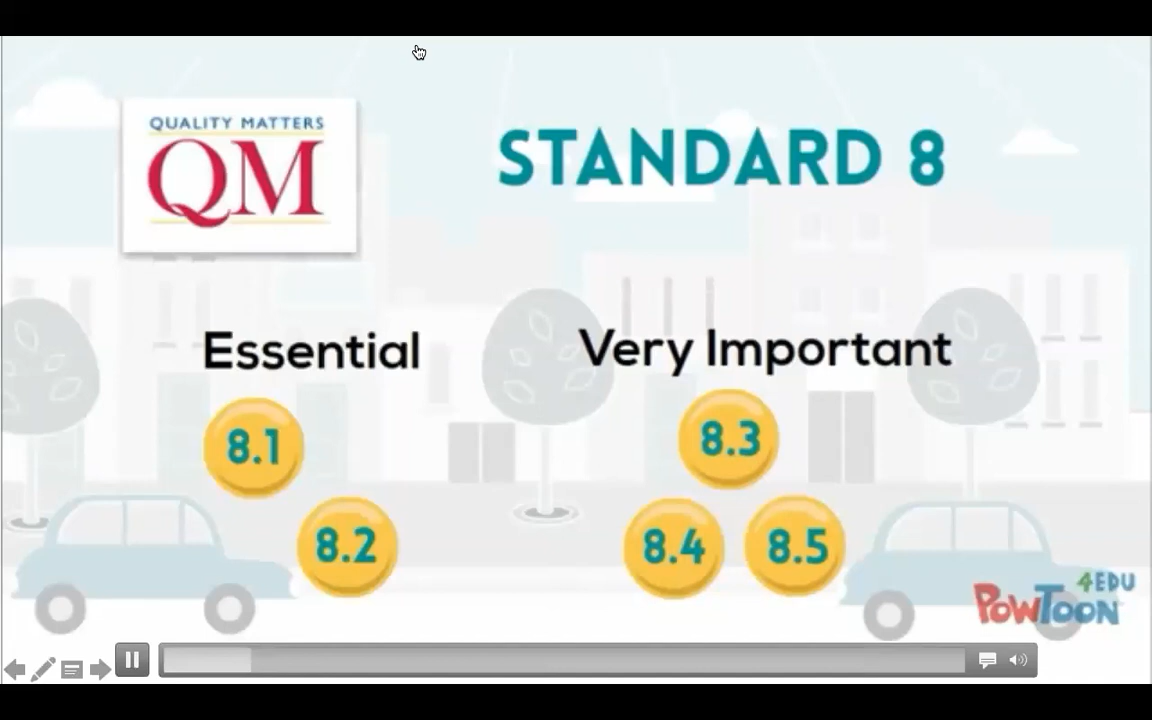 QUALITY MATTERS
QM
STANDARD 8
Essential
Very Important
8.1
8.2
8.3
8.4
8.5
4EDU
POWTOON